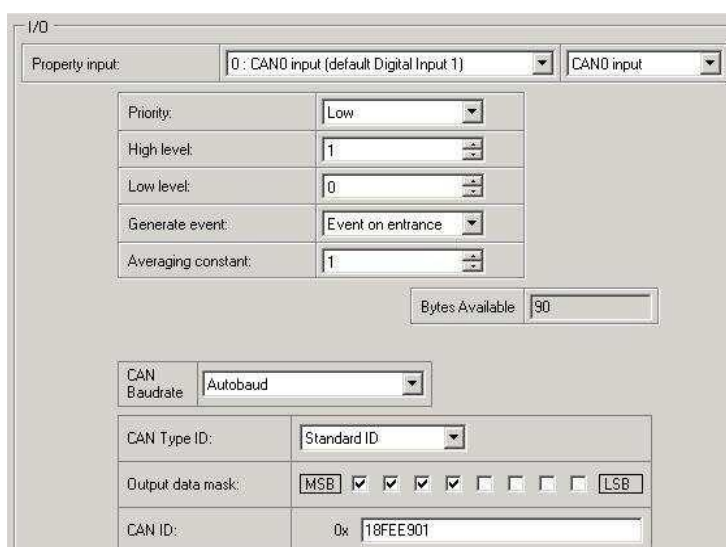 I/O
Property input: 0 : CAN0 input (default Digital Input 1) CAN0 input
Priority: Low
High level: 1
Low level: 0
Generate event: Event on entrance
Averaging constant: 1
Bytes Available 90
CAN Baudrate Autobaud
CAN Type ID: Standard ID
Output data mask: MSB LSB
CAN ID: 0x 18FEE901